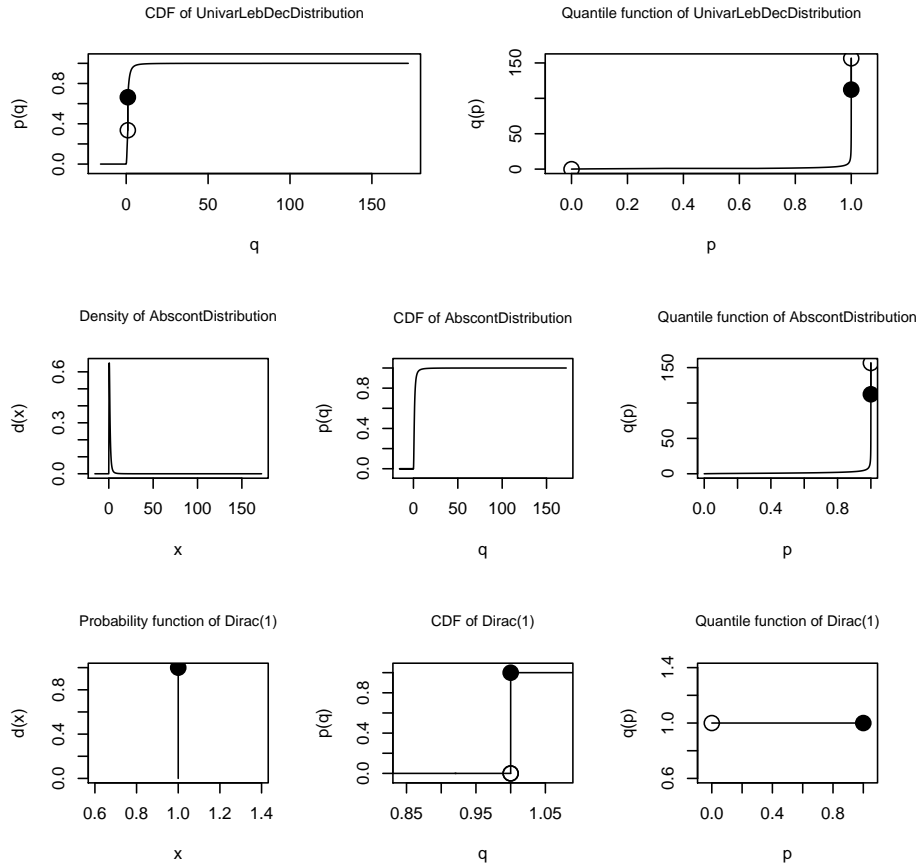 CDF of UnivarLebDecDistribution
p(q)
0.0 0.4 0.8
0 50 100 150
q
Quantile function of UnivarLebDecDistribution
q(p)
0 50 150
0.0 0.2 0.4 0.6 0.8 1.0
p
Density of AbscontDistribution
d(x)
0.0 0.3 0.6
0 50 100 150
x
CDF of AbscontDistribution
p(q)
0.0 0.4 0.8
0 50 100 150
q
Quantile function of AbscontDistribution
q(p)
0 50 150
0.0 0.4 0.8
p
Probability function of Dirac(1)
d(x)
0.0 0.4 0.8
0.6 0.8 1.0 1.2 1.4
x
CDF of Dirac(1)
p(q)
0.0 0.4 0.8
0.85 0.95 1.05
q
Quantile function of Dirac(1)
q(p)
0.6 1.0 1.4
0.0 0.4 0.8
p